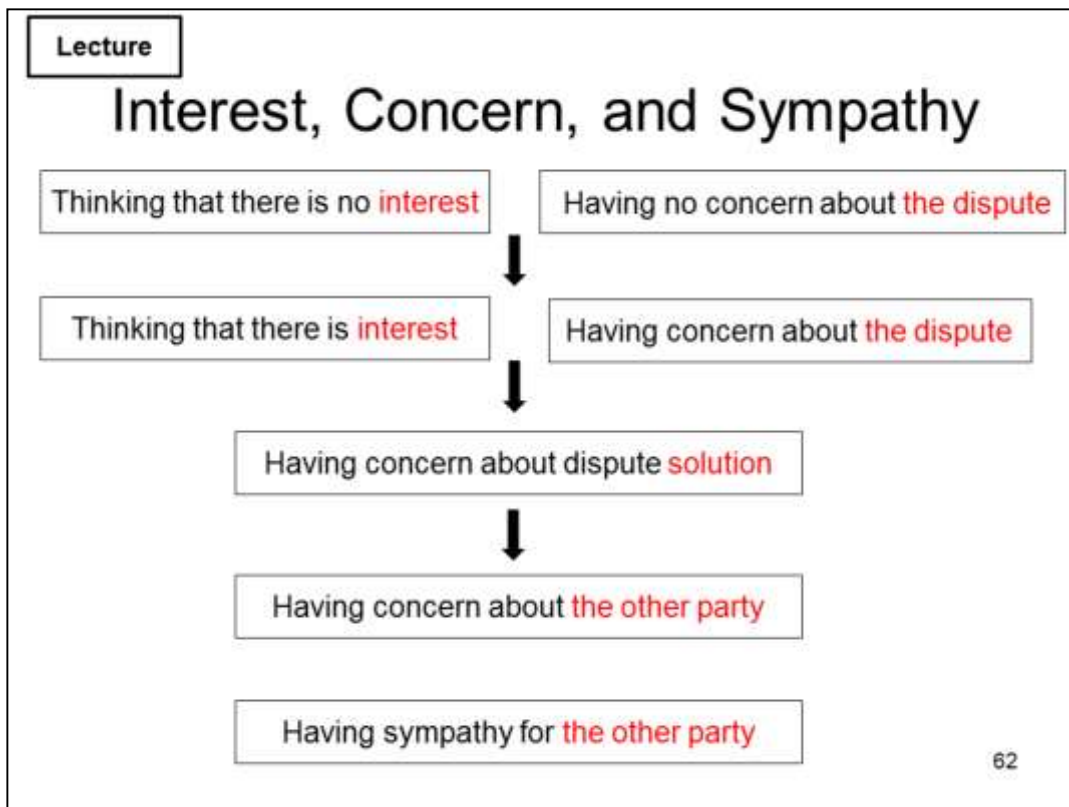 Lecture
Interest, Concern, and Sympathy
Thinking that there is no interest
Having no concern about the dispute
Thinking that there is interest
Having concern about the dispute
Having concern about dispute solution
Having concern about the other party
Having sympathy for the other party
62